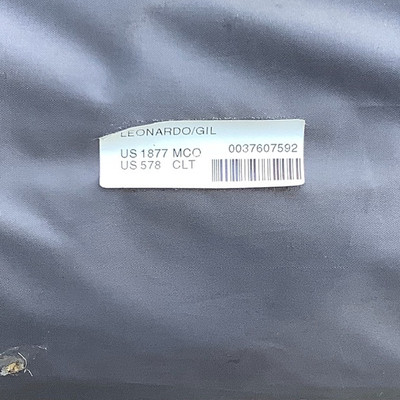 LEONARDO/GIL
US 1877 MCO 0037607592
US 578 CLT